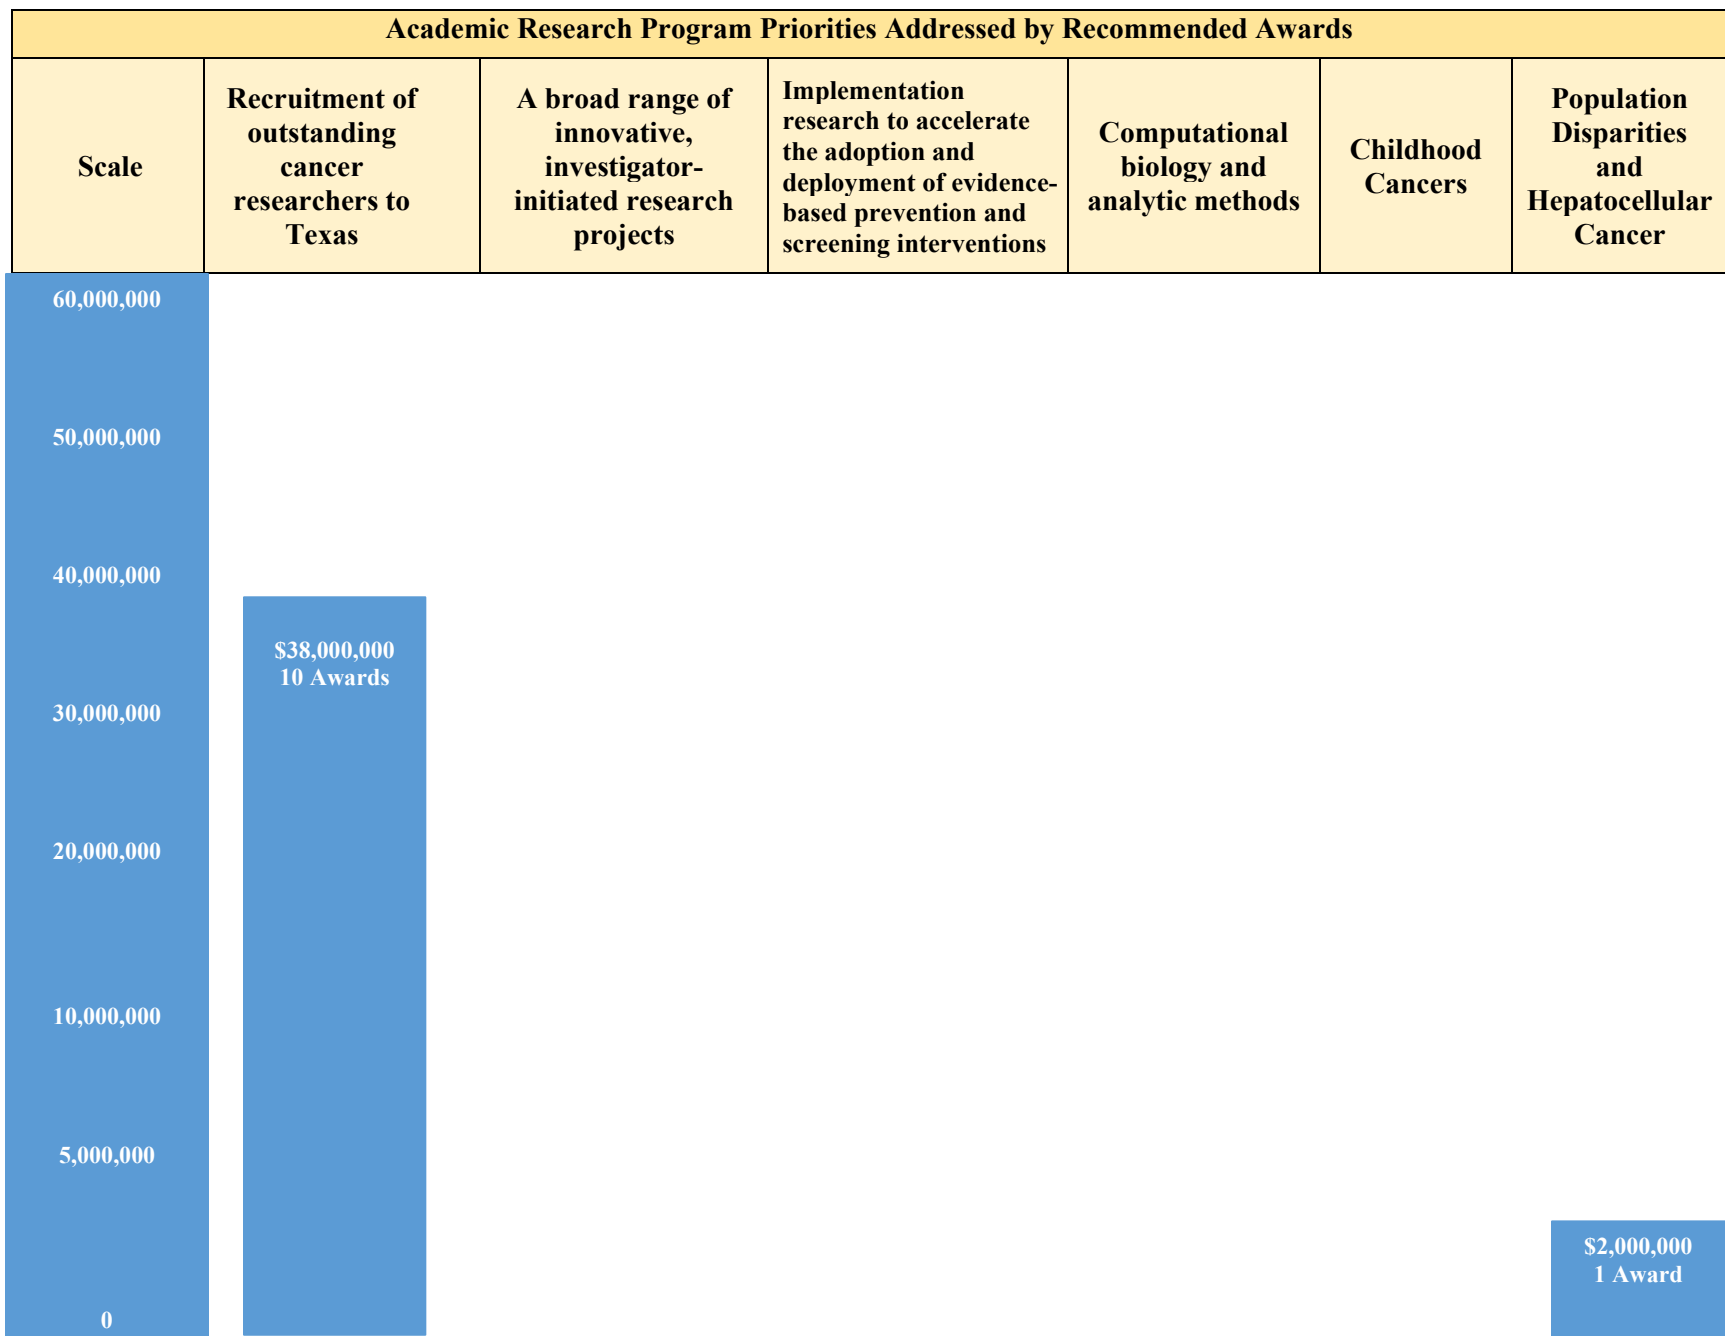 Academic Research Program Priorities Addressed by Recommended Awards
Scale
Recruitment of
outstanding
cancer
researchers to
Texas
A broad range of
innovative,
investigator-
initiated research
projects
Implementation
research to accelerate
the adoption and
deployment of evidence-
based prevention and
screening interventions
Computational
biology and
analytic methods
Childhood
Cancers
Population
Disparities
and
Hepatocellular
Cancer
60,000,000
50,000,000
40,000,000
30,000,000
20,000,000
10,000,000
5,000,000
0
$38,000,000
10 Awards
$2,000,000
1 Award